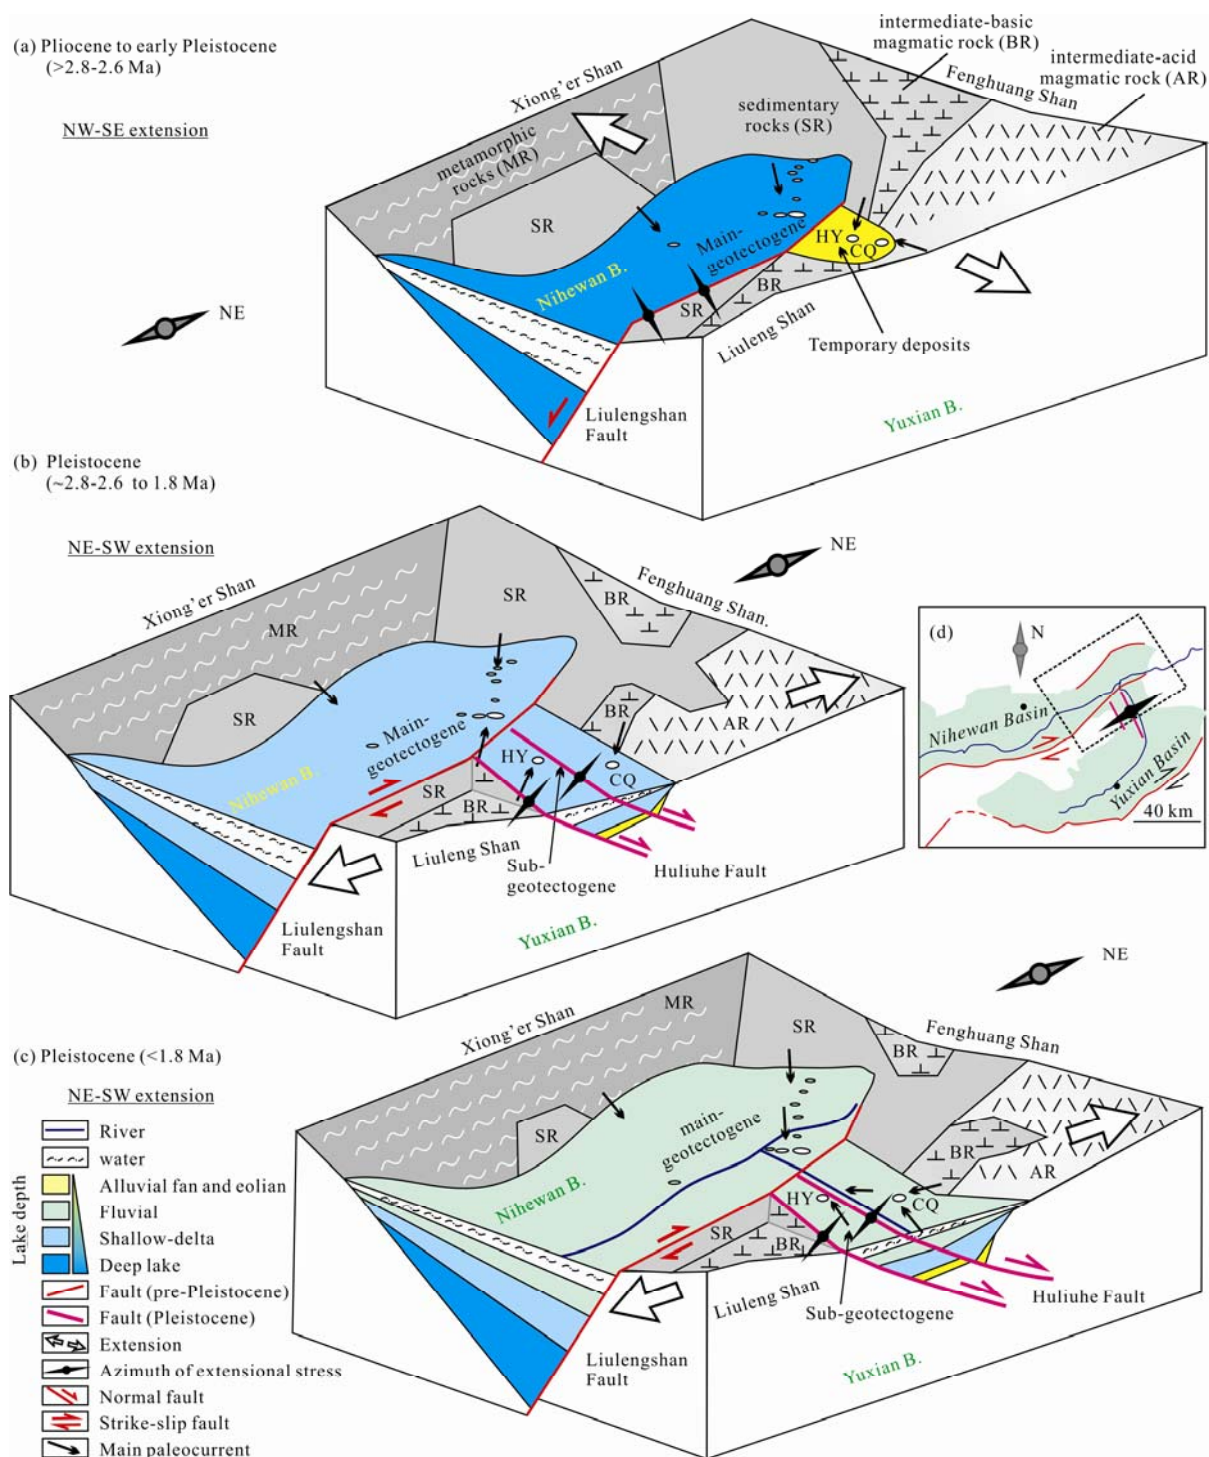 (a) Pliocene to early Pleistocene
(>2.8-2.6 Ma)
NW-SE extension
Xiong'er Shan
intermediate-basic
magmatic rock (BR)
intermediate-acid
magmatic rock (AR)
Fenghuang Shan
sedimentary
rocks (SR)
metamorphic
rocks (MR)
SR
Main-
geotectogene
HY
CQ
Nihewan B.
BR
SR
Liuleng Shan
Temporary deposits
NE
Liulengshan
Fault
Yuxian B.
(b) Pleistocene
(~2.8-2.6 to 1.8 Ma)
NE-SW extension
NE
Xiong'er Shan
Fenghuang Shan.
SR
BR
MR
SR
BR
AR
Main-
geotectogene
HY
CQ
Nihewan B.
SR
BR
Liuleng Shan
Sub-
geotectogene
Huliuhe Fault
Liulengshan
Fault
Yuxian B.
(d)
N
Nihewan Basin
Yuxian Basin
40 km
NE
(c) Pleistocene (<1.8 Ma)
NE-SW extension
Xiong'er Shan
MR
SR
Fenghuang Shan
BR
SR
main-
geotectogene
BR
AR
Nihewan B.
HY
CQ
SR
BR
Liuleng Shan
Sub-geotectogene
Huliuhe Fault
Liulengshan
Fault
Yuxian B.
River
water
Lake depth
Alluvial fan and eolian
Fluvial
Shallow-delta
Deep lake
Fault (pre-Pleistocene)
Fault (Pleistocene)
Extension
Azimuth of extensional stress
Normal fault
Strike-slip fault
Main paleocurrent